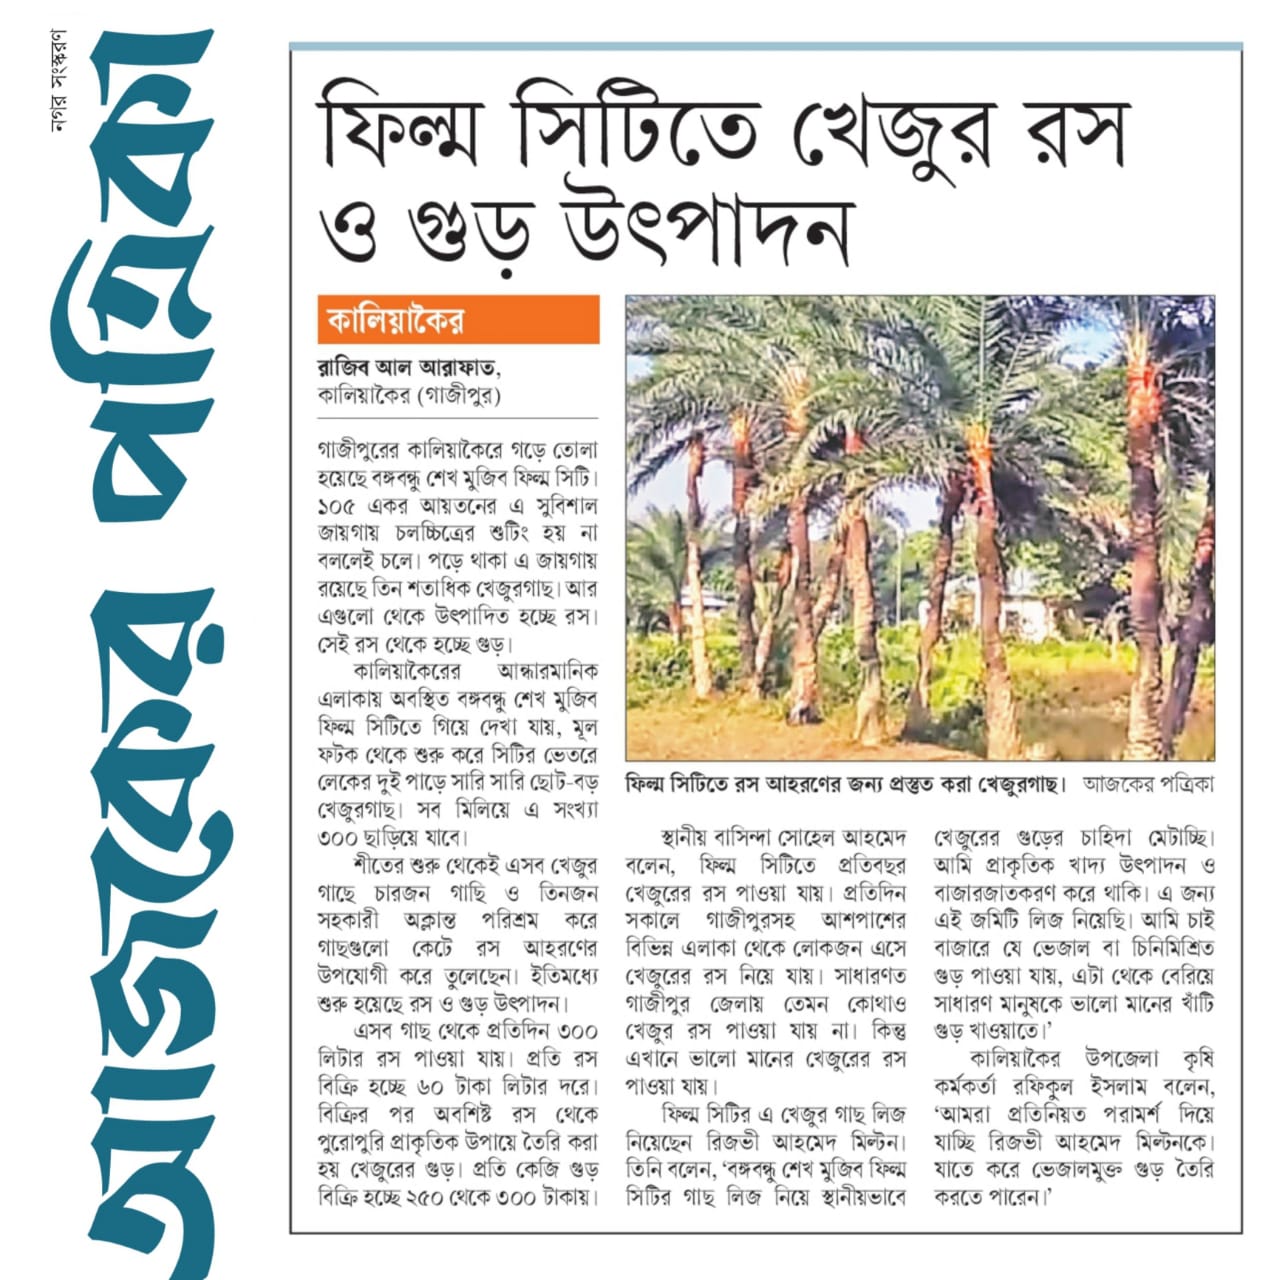 নগর সংস্করণ
আজকের পত্রিকা
ফিল্ম সিটিতে খেজুর রস
ও গুড় উৎপাদন
কালিয়াকৈর
রাজিব আল আরাফাত,
কালিয়াকৈর (গাজীপুর)
গাজীপুরের কালিয়াকৈরে গড়ে তোলা
হয়েছে বঙ্গবন্ধু শেখ মুজিব ফিল্ম সিটি।
১০৫ একর আয়তনের এ সুবিশাল
জায়গায় চলচ্চিত্রের শুটিং হয় না
বললেই চলে। পড়ে থাকা এ জায়গায়
রয়েছে তিন শতাধিক খেজুরগাছ। আর
এগুলো থেকে উৎপাদিত হচ্ছে রস।
সেই রস থেকে হচ্ছে গুড়।
কালিয়াকৈরের আন্ধারমানিক
এলাকায় অবস্থিত বঙ্গবন্ধু শেখ মুজিব
ফিল্ম সিটিতে গিয়ে দেখা যায়, মূল
ফটক থেকে শুরু করে সিটির ভেতরে
লেকের দুই পাড়ে সারি সারি ছোট-বড়
খেজুরগাছ। সব মিলিয়ে এ সংখ্যা
৩০০ ছাড়িয়ে যাবে।
শীতের শুরু থেকেই এসব খেজুর
গাছে চারজন গাছি ও তিনজন
সহকারী অক্লান্ত পরিশ্রম করে
গাছগুলো কেটে রস আহরণের
উপযোগী করে তুলেছেন। ইতিমধ্যে
শুরু হয়েছে রস ও গুড় উৎপাদন।
এসব গাছ থেকে প্রতিদিন ৩০০
লিটার রস পাওয়া যায়। প্রতি রস
বিক্রি হচ্ছে ৬০ টাকা লিটার দরে।
বিক্রির পর অবশিষ্ট রস থেকে
পুরোপুরি প্রাকৃতিক উপায়ে তৈরি করা
হয় খেজুরের গুড়। প্রতি কেজি গুড়
বিক্রি হচ্ছে ২৫০ থেকে ৩০০ টাকায়।
ফিল্ম সিটিতে রস আহরণের জন্য প্রস্তুত করা খেজুরগাছ। আজকের পত্রিকা
স্থানীয় বাসিন্দা সোহেল আহমেদ
বলেন, ফিল্ম সিটিতে প্রতিবছর
খেজুরের রস পাওয়া যায়। প্রতিদিন
সকালে গাজীপুরসহ আশপাশের
বিভিন্ন এলাকা থেকে লোকজন এসে
খেজুরের রস নিয়ে যায়। সাধারণত
গাজীপুর জেলায় তেমন কোথাও
খেজুর রস পাওয়া যায় না। কিন্তু
এখানে ভালো মানের খেজুরের রস
পাওয়া যায়।
ফিল্ম সিটির এ খেজুর গাছ লিজ
নিয়েছেন রিজভী আহমেদ মিল্টন।
তিনি বলেন, ‘বঙ্গবন্ধু শেখ মুজিব ফিল্ম
সিটির গাছ লিজ নিয়ে স্থানীয়ভাবে
খেজুরের গুড়ের চাহিদা মেটাচ্ছি।
আমি প্রাকৃতিক খাদ্য উৎপাদন ও
বাজারজাতকরণ করে থাকি। এ জন্য
এই জমিটি লিজ নিয়েছি। আমি চাই
বাজারে যে ভেজাল বা চিনিমিশ্রিত
গুড় পাওয়া যায়, এটা থেকে বেরিয়ে
সাধারণ মানুষকে ভালো মানের খাঁটি
গুড় খাওয়াতে।’
কালিয়াকৈর উপজেলা কৃষি
কর্মকর্তা রফিকুল ইসলাম বলেন,
‘আমরা প্রতিনিয়ত পরামর্শ দিয়ে
যাচ্ছি রিজভী আহমেদ মিল্টনকে।
যাতে করে ভেজালমুক্ত গুড় তৈরি
করতে পারেন।’